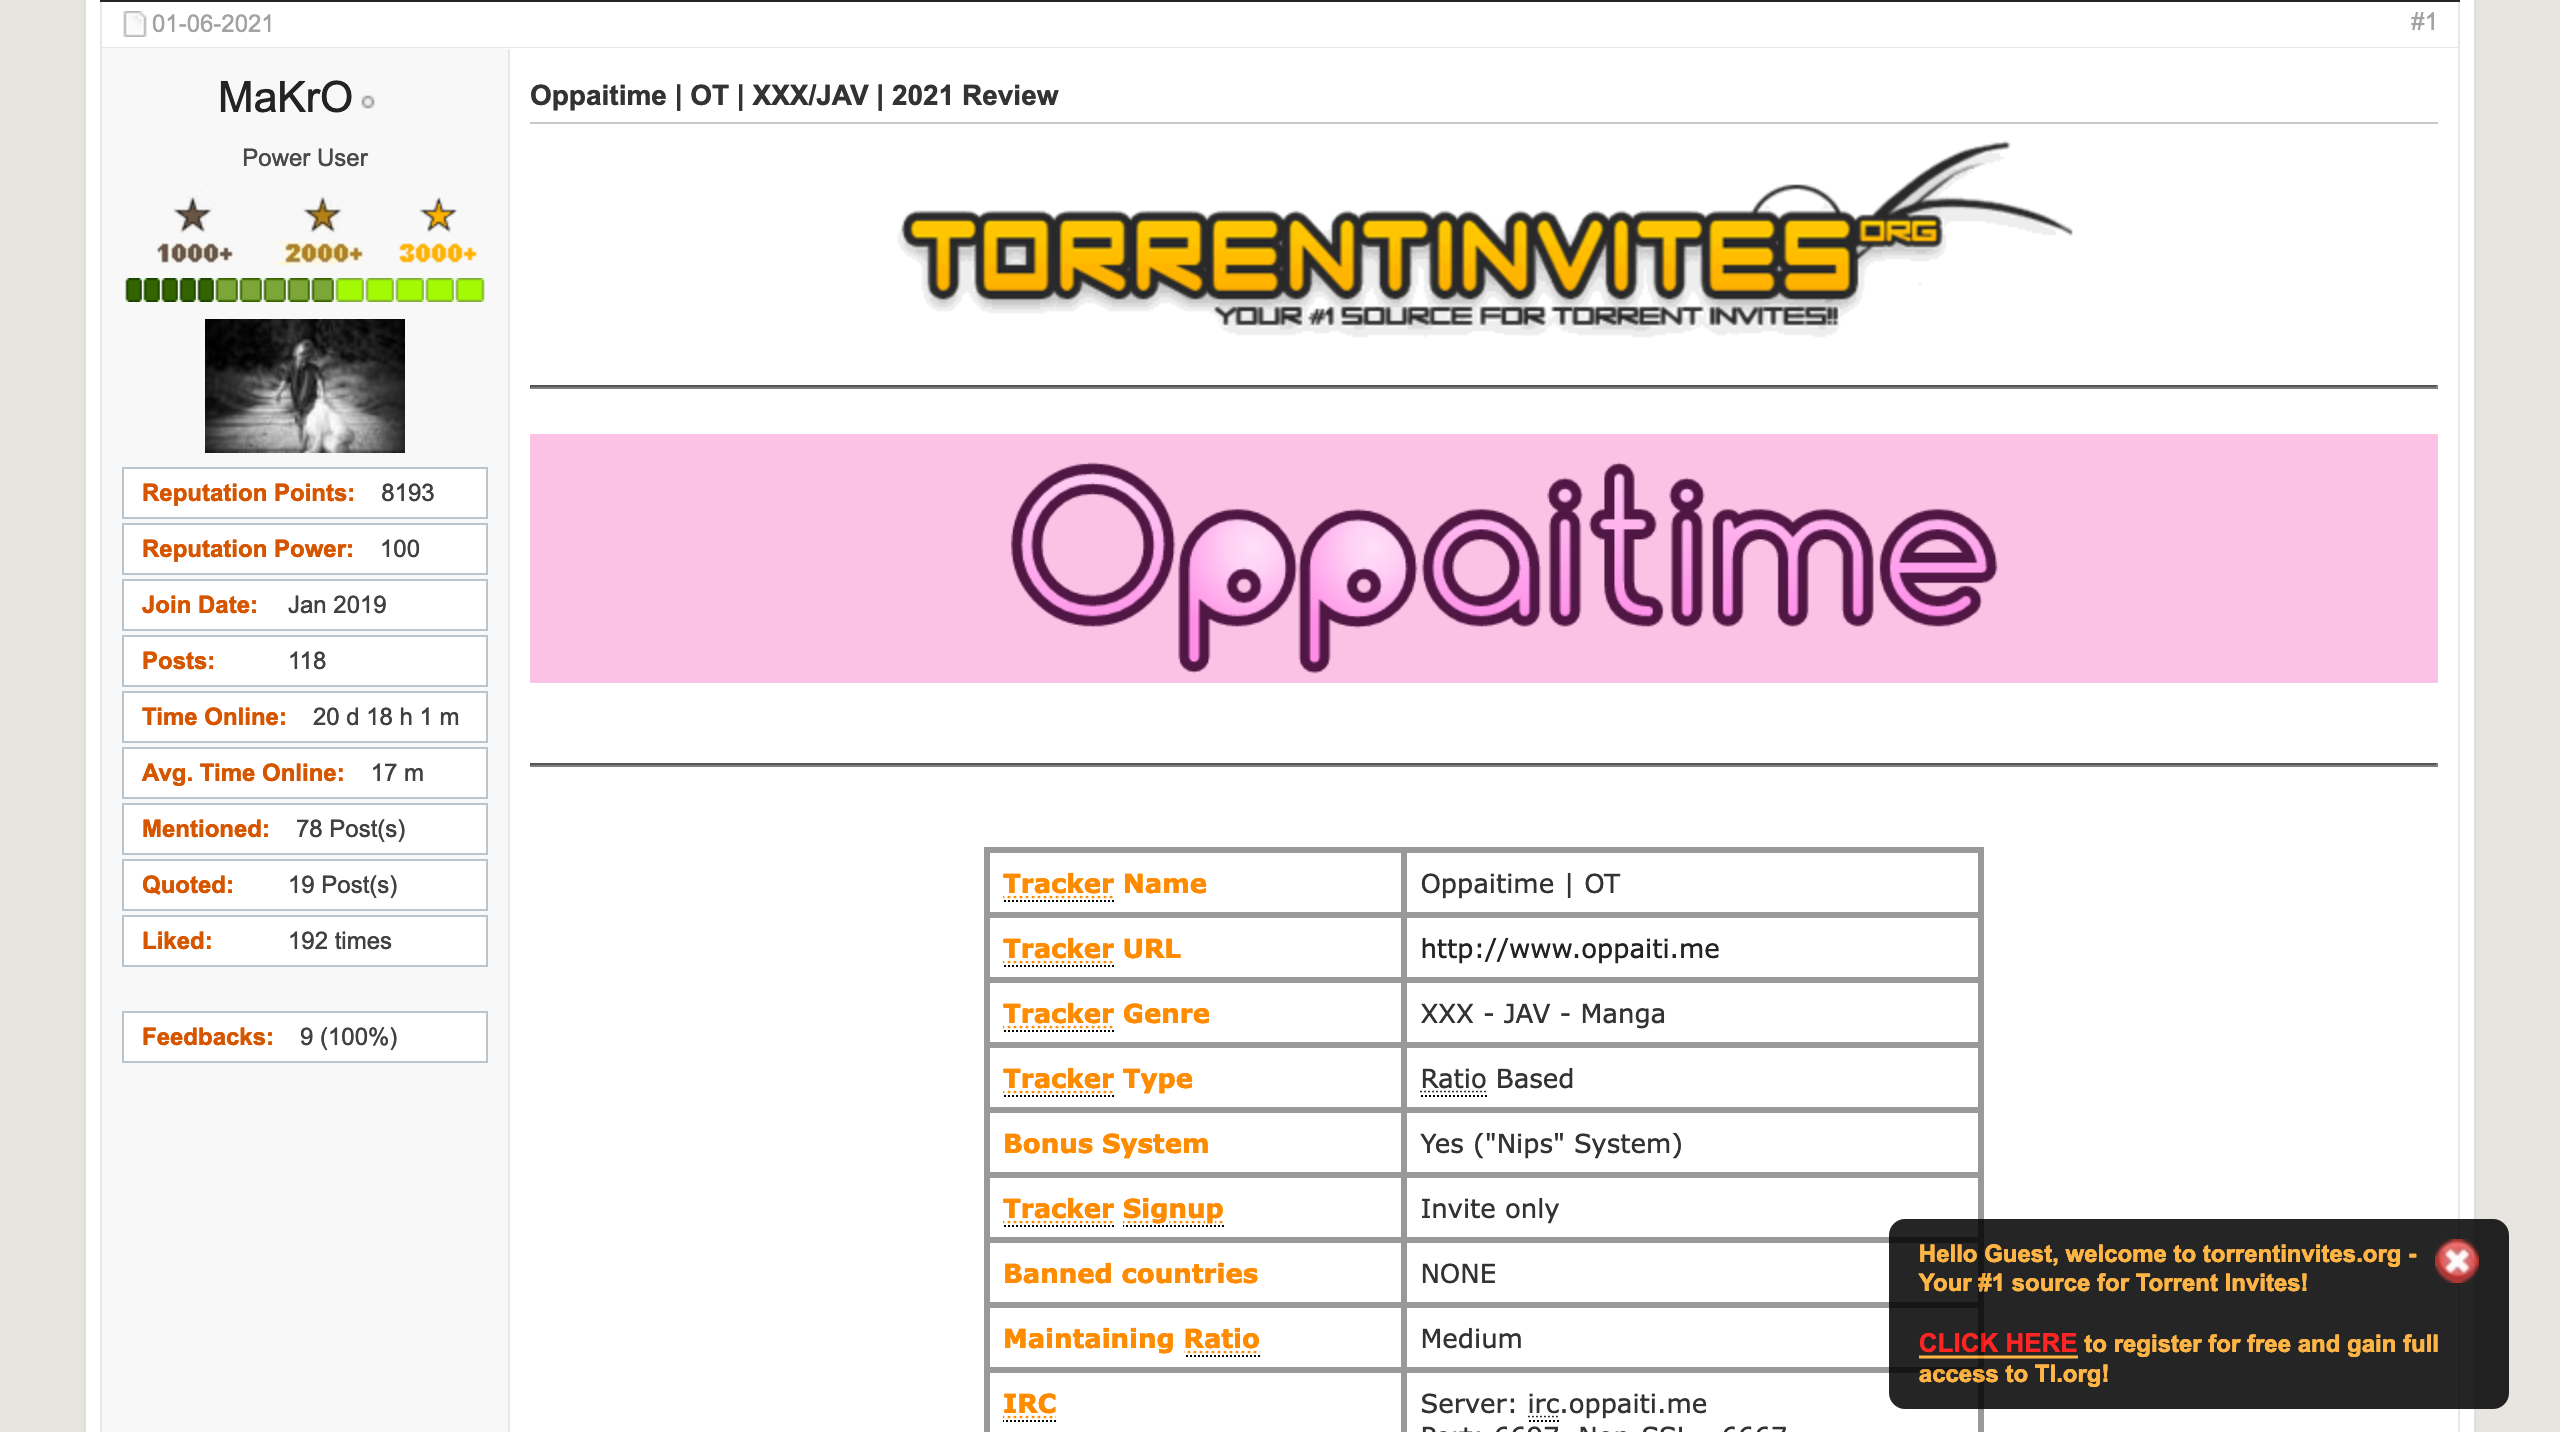 01-06-2021
#1
MaKrO
Power User
1000+ 2000+ 3000+
Reputation Points: 8193
Reputation Power: 100
Join Date: Jan 2019
Posts: 118
Time Online: 20 d 18 h 1 m
Avg. Time Online: 17 m
Mentioned: 78 Post(s)
Quoted: 19 Post(s)
Liked: 192 times
Feedbacks: 9 (100%)
Oppaitime | OT | XXX/JAV | 2021 Review
TORRENTINVITES ORG
YOUR #1 SOURCE FOR TORRENT INVITES!!
Oppaitime
Tracker Name Oppaitime | OT
Tracker URL http://www.oppaiti.me
Tracker Genre XXX - JAV - Manga
Tracker Type Ratio Based
Bonus System Yes ("Nips" System)
Tracker Signup Invite only
Banned countries NONE
Maintaining Ratio Medium
IRC Server: irc.oppaiti.me
Hello Guest, welcome to torrentinvites.org -
Your #1 source for Torrent Invites!
CLICK HERE to register for free and gain full
access to TI.org!